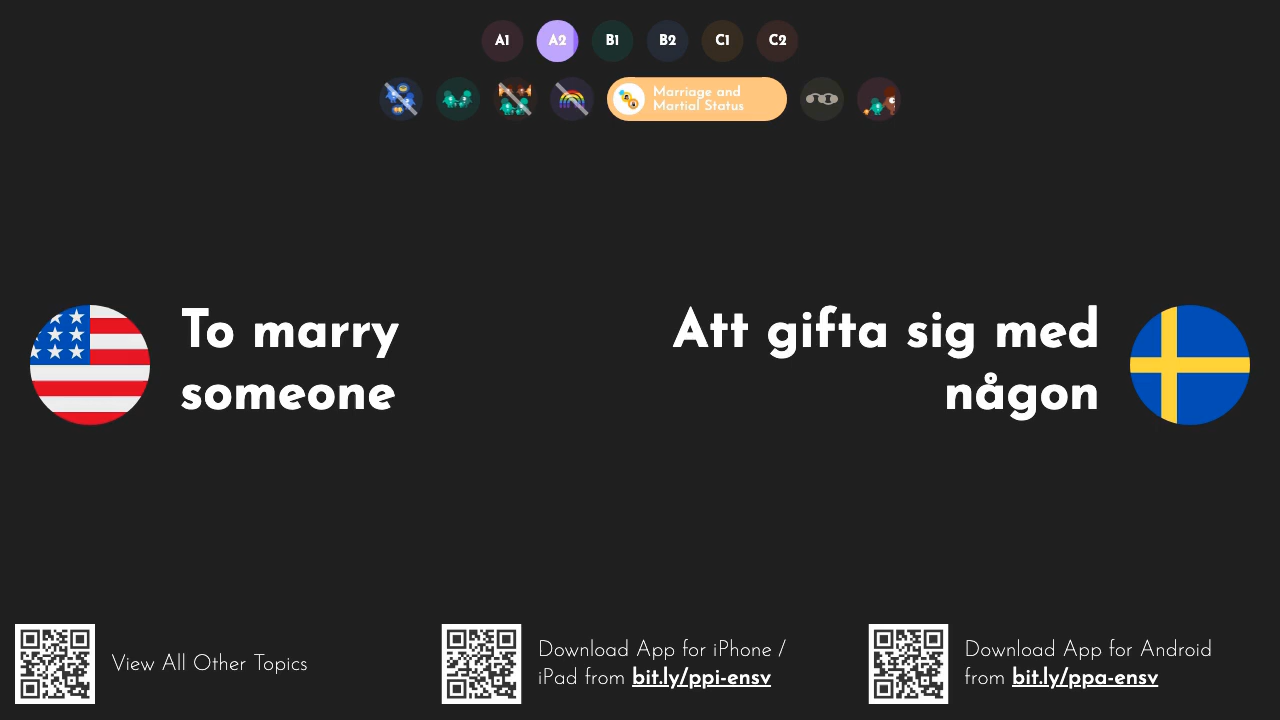 A1 A2 B1 B2 C1 C2
Marriage and
Martial Status
To marry
someone
Att gifta sig med
någon
View All Other Topics
Download App for iPhone /
iPad from bit.ly/ppi-ensv
Download App for Android
from bit.ly/ppa-ensv